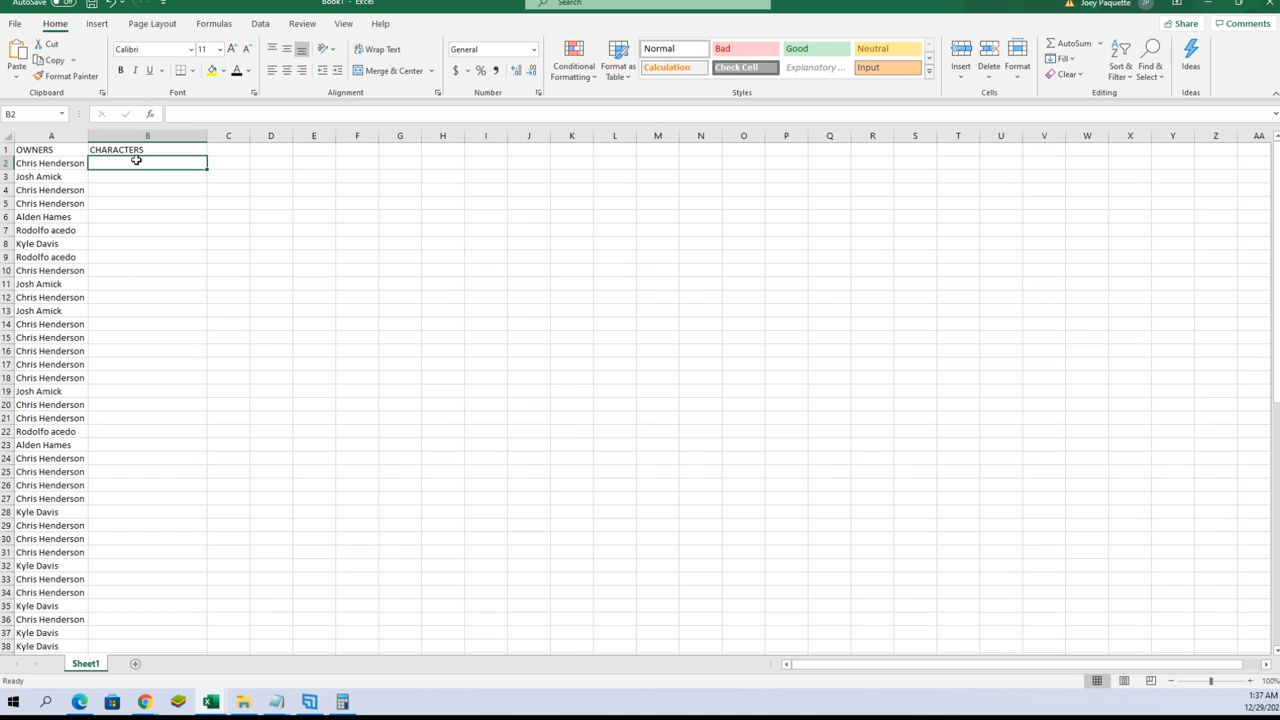 AutoSave Off Book1 - Excel Search Joey Paquette JP
File Home Insert Page Layout Formulas Data Review View Help Share Comments
Paste Cut Copy Format Painter Clipboard
Calibri 11 B I U Font
Wrap Text Merge & Center Alignment
General $ % Number
Conditional Formatting Format as Table
Normal Bad Good Neutral
Calculation Check Cell Explanatory ... Input Styles
Insert Delete Format Cells
AutoSum Fill Clear Sort & Filter Find & Select Editing
Ideas Ideas
B2 fx
A B C D E F G H I J K L M N O P Q R S T U V W X Y Z AA
1 OWNERS CHARACTERS
2 Chris Henderson
3 Josh Amick
4 Chris Henderson
5 Chris Henderson
6 Alden Hames
7 Rodolfo acedo
8 Kyle Davis
9 Rodolfo acedo
10 Chris Henderson
11 Josh Amick
12 Chris Henderson
13 Josh Amick
14 Chris Henderson
15 Chris Henderson
16 Chris Henderson
17 Chris Henderson
18 Chris Henderson
19 Josh Amick
20 Chris Henderson
21 Chris Henderson
22 Rodolfo acedo
23 Alden Hames
24 Chris Henderson
25 Chris Henderson
26 Chris Henderson
27 Chris Henderson
28 Kyle Davis
29 Chris Henderson
30 Chris Henderson
31 Chris Henderson
32 Kyle Davis
33 Chris Henderson
34 Chris Henderson
35 Kyle Davis
36 Chris Henderson
37 Kyle Davis
38 Kyle Davis
Sheet1
Ready 100%
1:37 AM
12/29/202